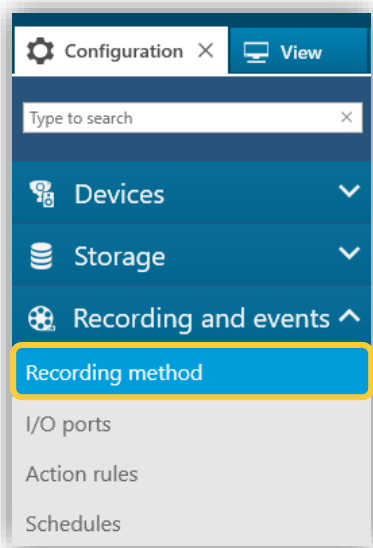 Configuration View
Type to search
Devices
Storage
Recording and events
Recording method
I/O ports
Action rules
Schedules